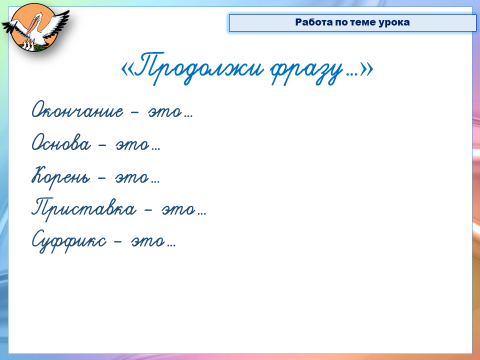 Работа по теме урока
«Продолжи фразу...»
Окончание – это...
Основа – это...
Корень – это...
Приставка – это...
Суффикс – это...